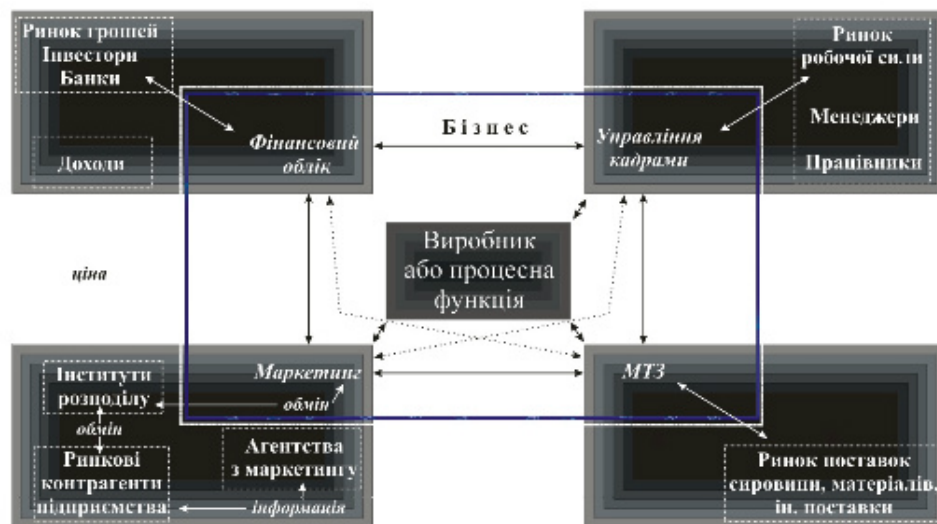 Ринок грошей
Інвестори
Банки
Доходи
Фінансовий
облік
Бізнес
Управління
кадрами
Ринок
робочої сили
Менеджери
Працівники
Виробник
або процесна
функція
ціна
Інститути
розподілу
обмін
Ринкові
контрагенти
підприємства
Маркетинг
обмін
Агентства
з маркетингу
інформація
МТЗ
Ринок поставок
сировини, матеріалів,
ін. поставки